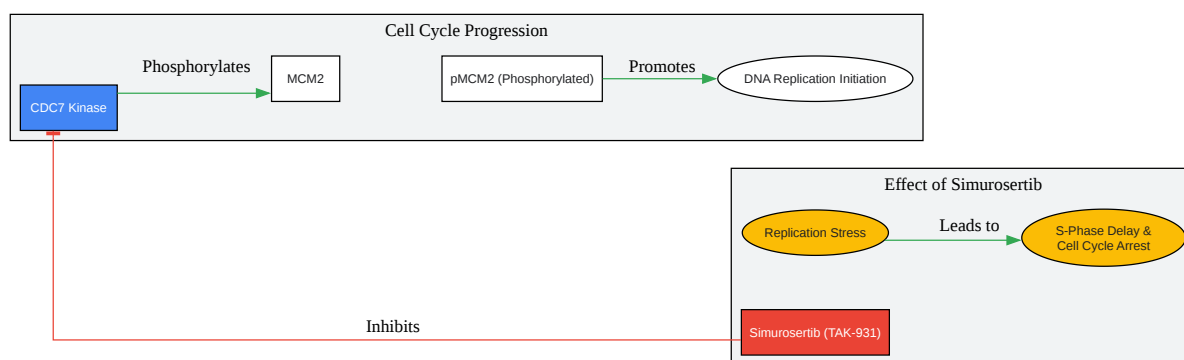 Cell Cycle Progression
Phosphorylates
MCM2
pMCM2 (Phosphorylated)
Promotes
DNA Replication Initiation
CDC7 Kinase
Effect of Simurosertib
Replication Stress
Leads to
S-Phase Delay &
Cell Cycle Arrest
Inhibits
Simurosertib (TAK-931)